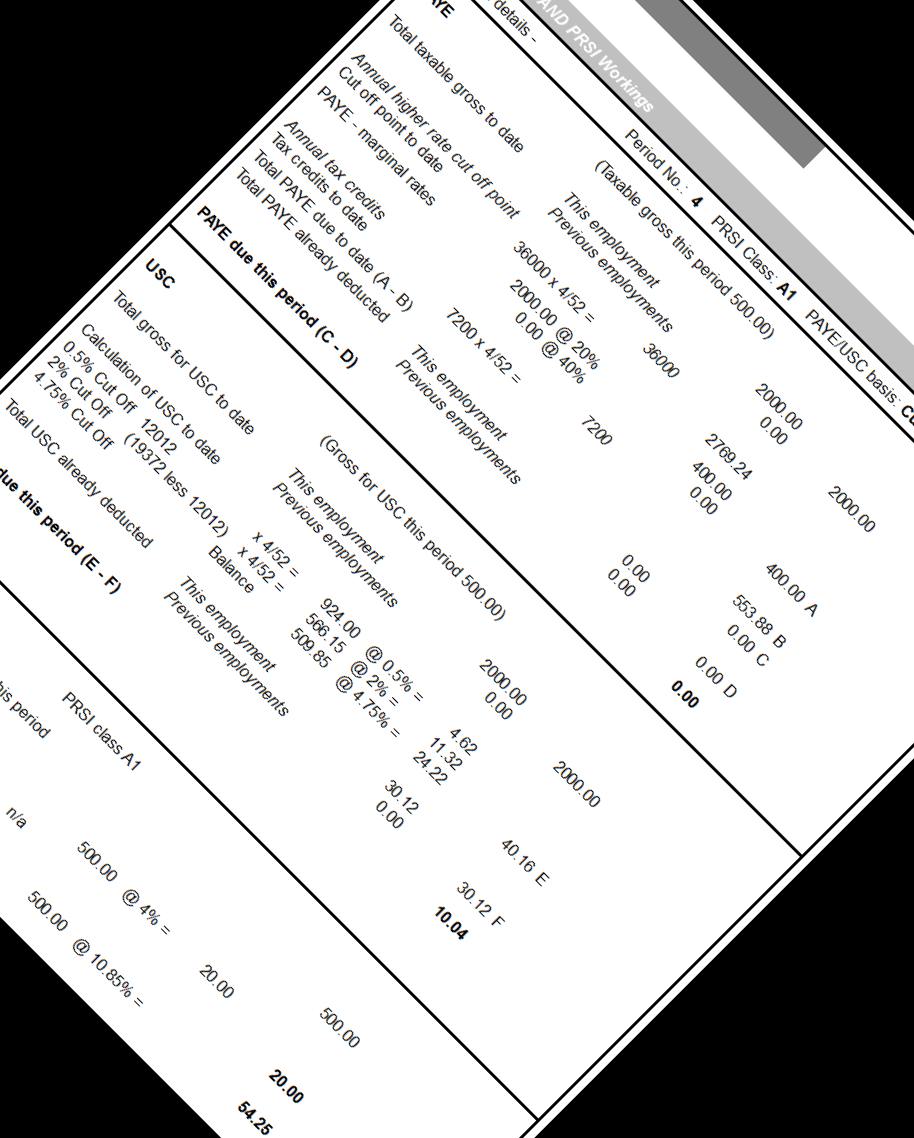 AND PRSI Workings
details - Period No.: 4 PRSI Class: A1 PAYE/USC basis:
(Taxable gross this period 500.00)
Total taxable gross to date This employment 2000.00
Previous employments 0.00 2000.00
Annual higher rate cut off point 36000
Cut off point to date 36000 x 4/52 = 2769.24
PAYE - marginal rates 2000.00 @ 20% 400.00
0.00 @ 40% 0.00 400.00 A
Annual tax credits 7200
Tax credits to date 7200 x 4/52 = 553.88 B
Total PAYE due to date (A - B) 0.00 C
Total PAYE already deducted This employment 0.00
Previous employments 0.00 0.00 D
PAYE due this period (C - D) 0.00
USC
(Gross for USC this period 500.00)
Total gross for USC to date This employment 2000.00
Previous employments 0.00 2000.00
Calculation of USC to date
0.5% Cut Off 12012 x 4/52 = 924.00 @ 0.5% = 4.62
2% Cut Off (19372 less 12012) x 4/52 = 566.15 @ 2% = 11.32
4.75% Cut Off Balance 509.85 @ 4.75% = 24.22 40.16 E
Total USC already deducted This employment 30.12
Previous employments 0.00 30.12 F
due this period (E - F) 10.04
PRSI class A1
this period 500.00
n/a 500.00 @ 4% = 20.00 20.00
500.00 @ 10.85% = 54.25